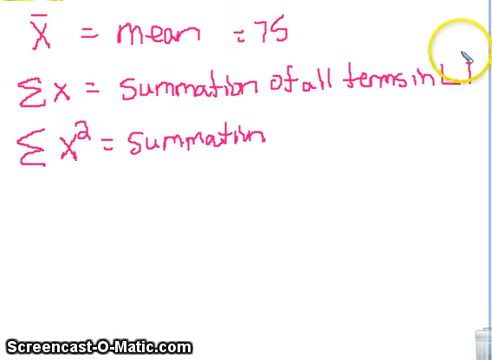 x̄ = mean = 75
Σx = summation of all terms in L1
Σx² = summation
Screencast-O-Matic.com